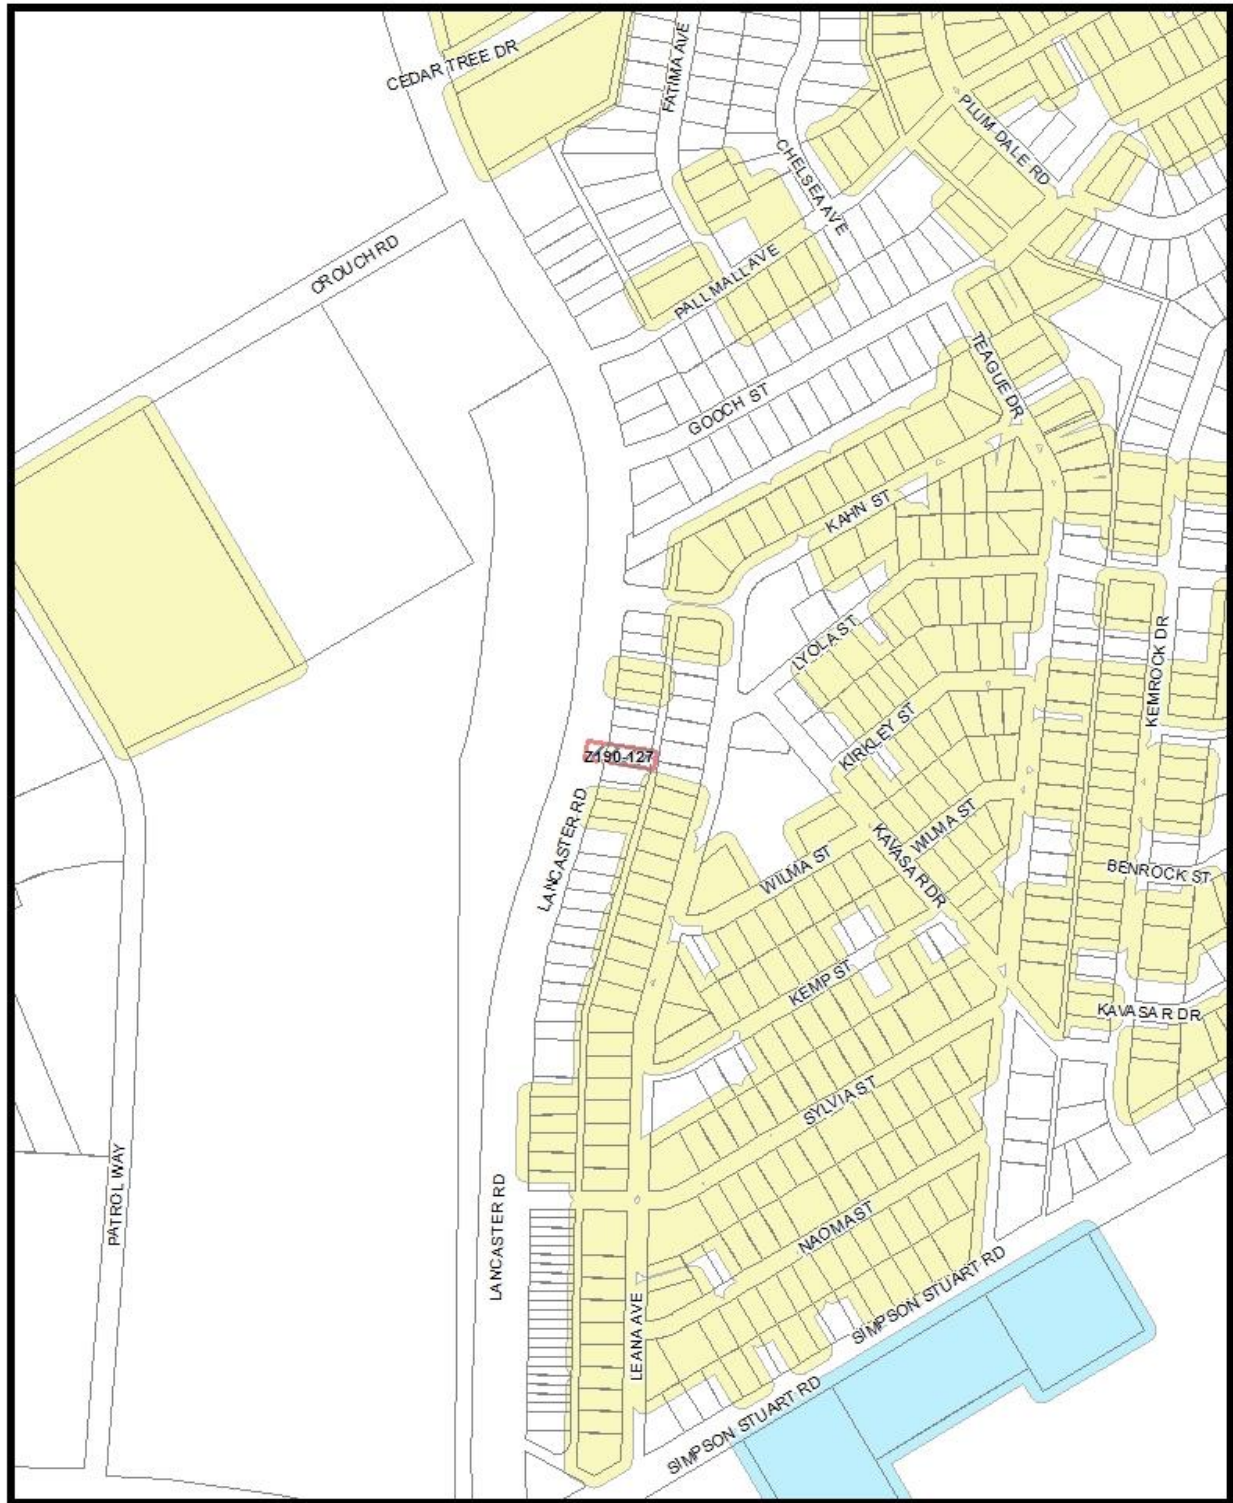 CEDAR TREE DR
FATIMA AVE
PLUM DALE RD
CHELSEA AVE
CROUCH RD
PALL MALL AVE
TEAGUE DR
GOOCH ST
KAHN ST
LYOLA ST
KEMROCK DR
KIRKLEY ST
Z190-127
LANCASTER RD
WILMA ST
KAVASAR DR
WILMA ST
BENROCK ST
KEMP ST
KAVASAR DR
SYLVIA ST
PATROL WAY
LANCASTER RD
NAOMA ST
SIMPSON STUART RD
LEANA AVE
SIMPSON STUART RD